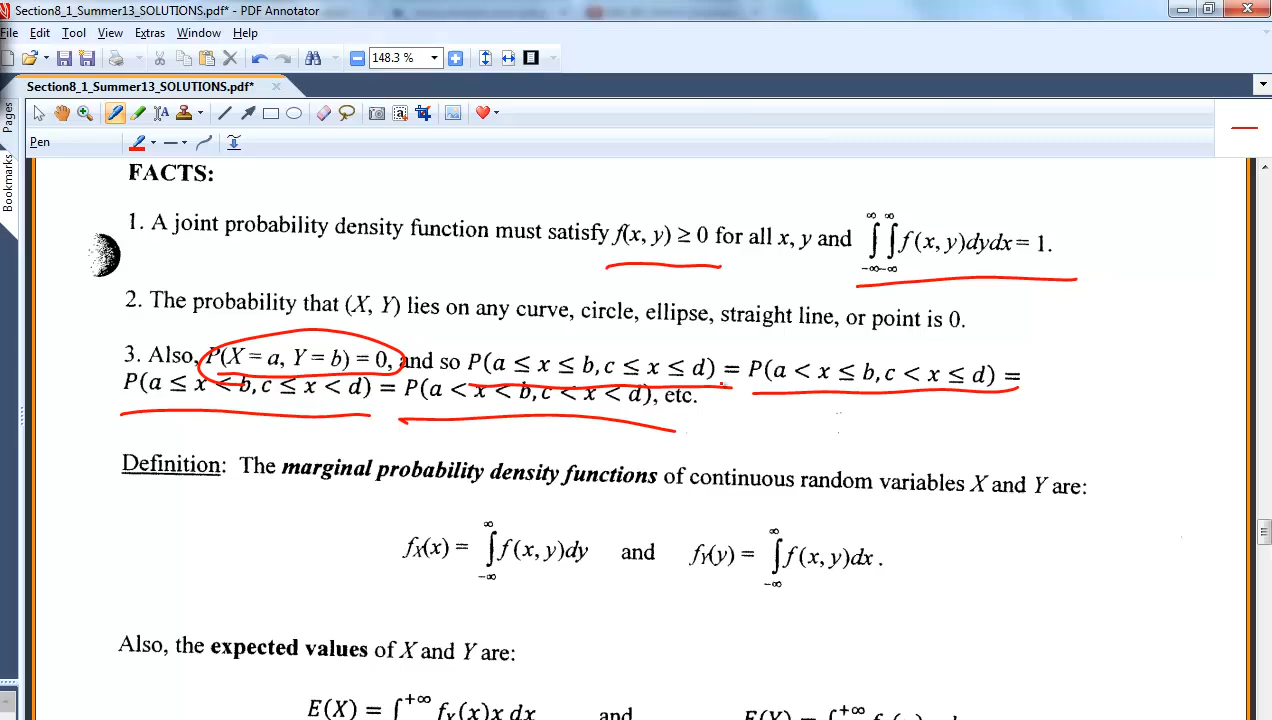 Section8_1_Summer13_SOLUTIONS.pdf* - PDF Annotator
File Edit Tool View Extras Window Help
148.3 %
Section8_1_Summer13_SOLUTIONS.pdf*
Pages
Bookmarks
Pen
FACTS:
1. A joint probability density function must satisfy f(x, y) ≥ 0 for all x, y and ∫_{-∞}^{∞} ∫_{-∞}^{∞} f(x, y)dydx = 1.
2. The probability that (X, Y) lies on any curve, circle, ellipse, straight line, or point is 0.
3. Also, P(X = a, Y = b) = 0, and so P(a ≤ x ≤ b, c ≤ x ≤ d) = P(a < x ≤ b, c < x ≤ d) =
P(a ≤ x < b, c ≤ x < d) = P(a < x < b, c < x < d), etc.
Definition: The marginal probability density functions of continuous random variables X and Y are:
f_X(x) = ∫_{-∞}^{∞} f(x, y)dy and f_Y(y) = ∫_{-∞}^{∞} f(x, y)dx .
Also, the expected values of X and Y are:
E(X) = ∫^{+∞} f_X(x)x dx and